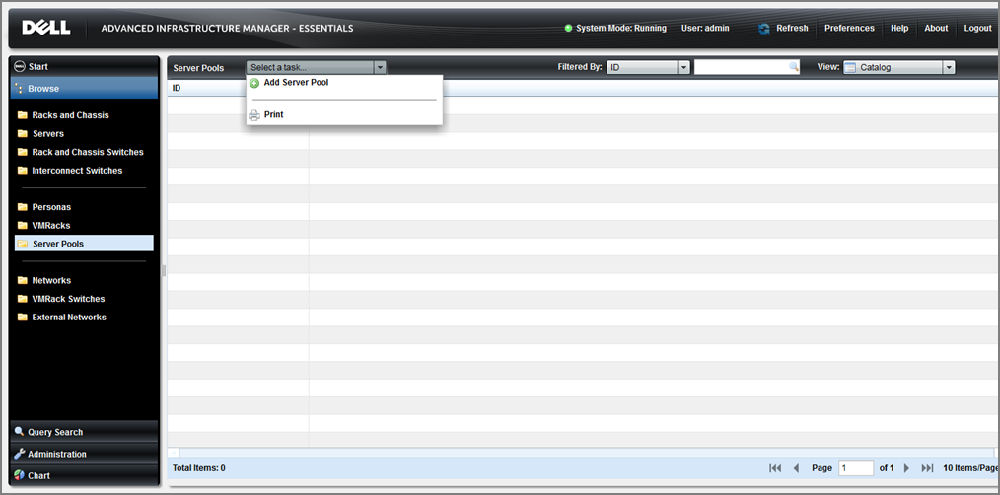 DELL ADVANCED INFRASTRUCTURE MANAGER - ESSENTIALS System Mode: Running User: admin Refresh Preferences Help About Logout
Start
Browse
Racks and Chassis
Servers
Rack and Chassis Switches
Interconnect Switches
Personas
VMRacks
Server Pools
Networks
VMRack Switches
External Networks
Query Search
Administration
Chart
Server Pools Select a task... Filtered By: ID View: Catalog
Add Server Pool
Print
ID
Total Items: 0 Page 1 of 1 10 Items/Page